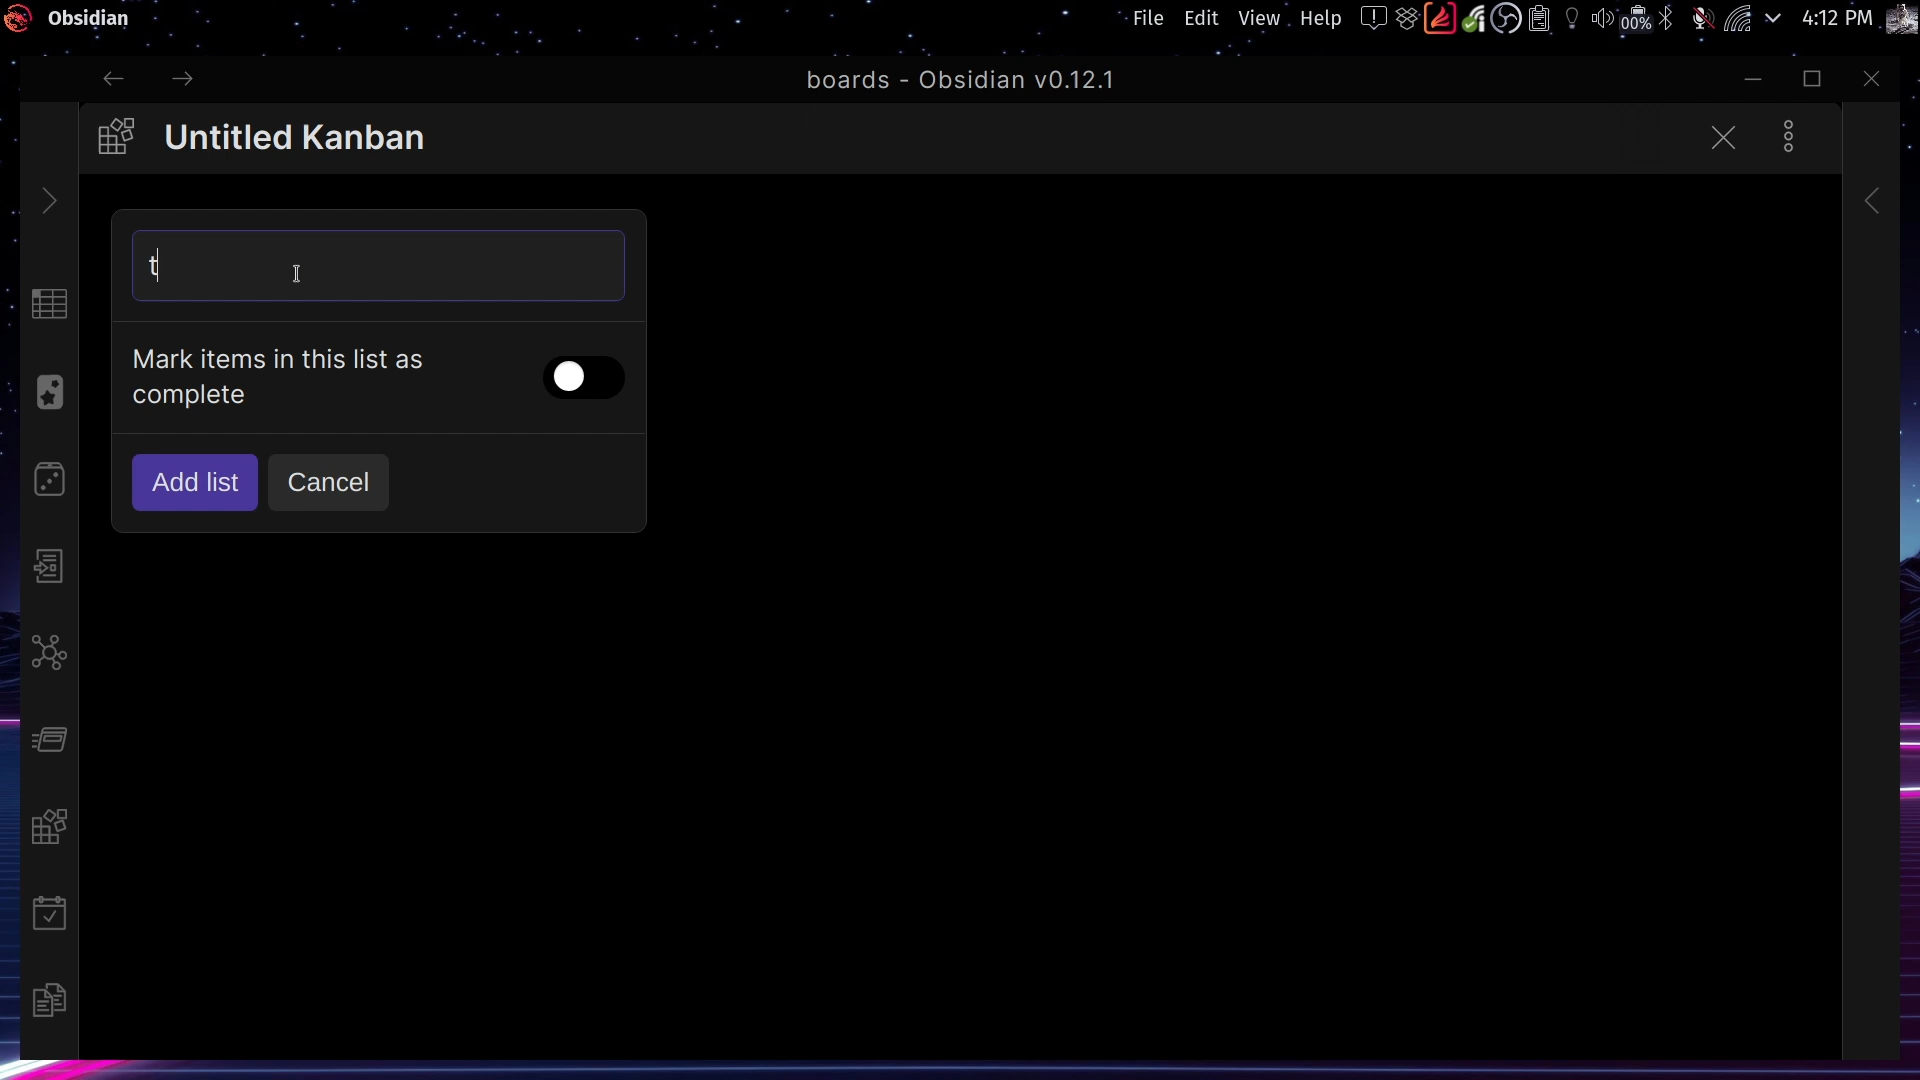 Obsidian File Edit View Help 00% 4:12 PM
boards - Obsidian v0.12.1
Untitled Kanban
t
Mark items in this list as
complete
Add list Cancel